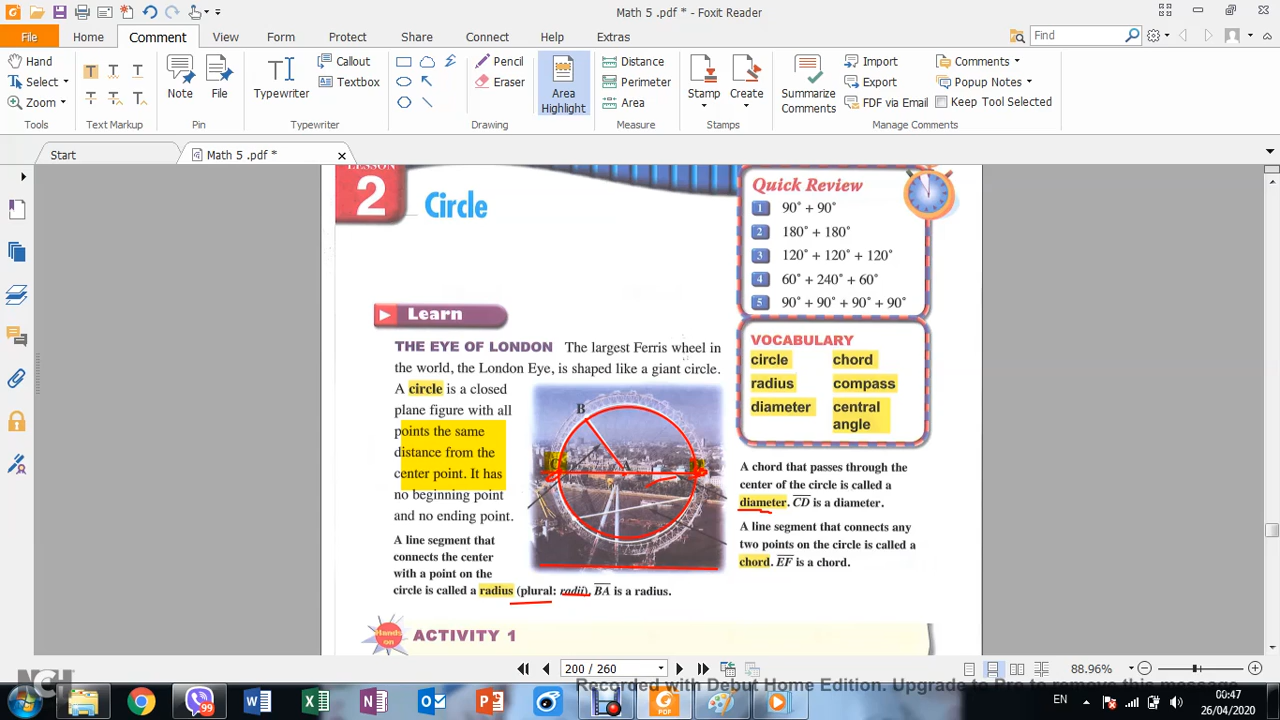 Math 5 .pdf * - Foxit Reader
File
Home
Comment
View
Form
Protect
Share
Connect
Help
Extras
Find
Hand
Select
Zoom
Tools
Text Markup
Note
File
Pin
Typewriter
Callout
Textbox
Typewriter
Pencil
Eraser
Area
Highlight
Drawing
Distance
Perimeter
Area
Measure
Stamp
Create
Stamps
Summarize
Comments
Import
Export
FDF via Email
Comments
Popup Notes
Keep Tool Selected
Manage Comments
Start
Math 5 .pdf *
LESSON
2
Circle
Quick Review
1 90° + 90°
2 180° + 180°
3 120° + 120° + 120°
4 60° + 240° + 60°
5 90° + 90° + 90° + 90°
Learn
THE EYE OF LONDON The largest Ferris wheel in
the world, the London Eye, is shaped like a giant circle.
A circle is a closed
plane figure with all
points the same
distance from the
center point. It has
no beginning point
and no ending point.
A line segment that
connects the center
with a point on the
circle is called a radius (plural: radii). BA is a radius.
B
A
VOCABULARY
circle chord
radius compass
diameter central
angle
A chord that passes through the
center of the circle is called a
diameter. CD is a diameter.
A line segment that connects any
two points on the circle is called a
chord. EF is a chord.
Hands
on
ACTIVITY 1
200 / 260
88.96%
NCH
Recorded with Debut Home Edition. Upgrade to Pro to remove this message
99
EN
00:47
26/04/2020